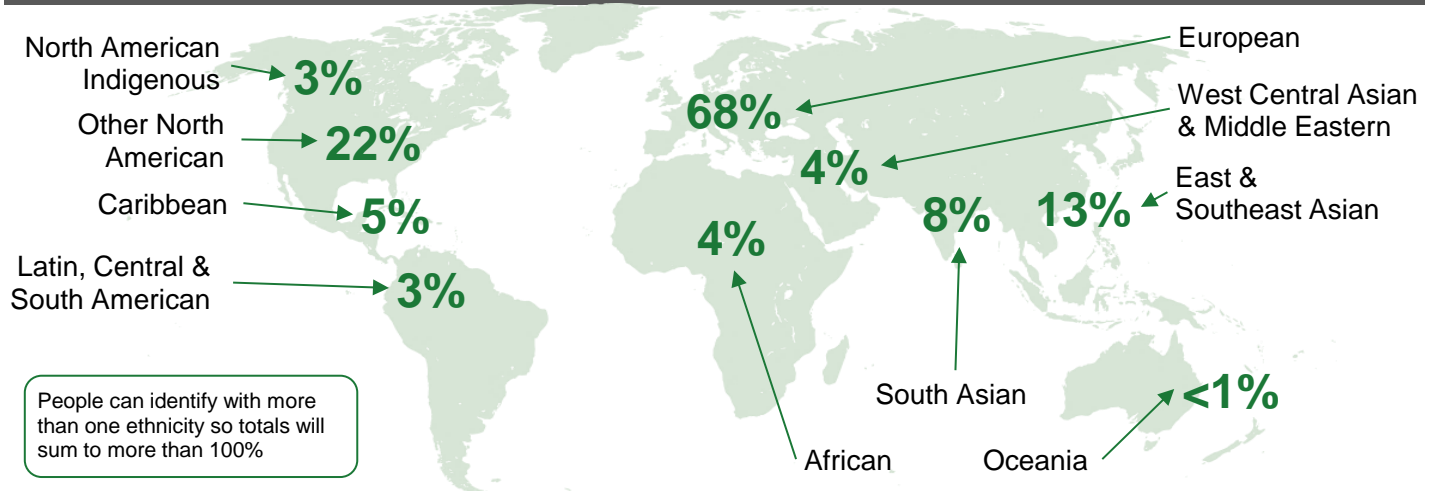 North American
Indigenous
3%
Other North
American
22%
Caribbean
5%
Latin, Central &
South American
3%
European
68%
West Central Asian
& Middle Eastern
4%
East &
Southeast Asian
13%
8%
South Asian
4%
African
Oceania
<1%
People can identify with more
than one ethnicity so totals will
sum to more than 100%